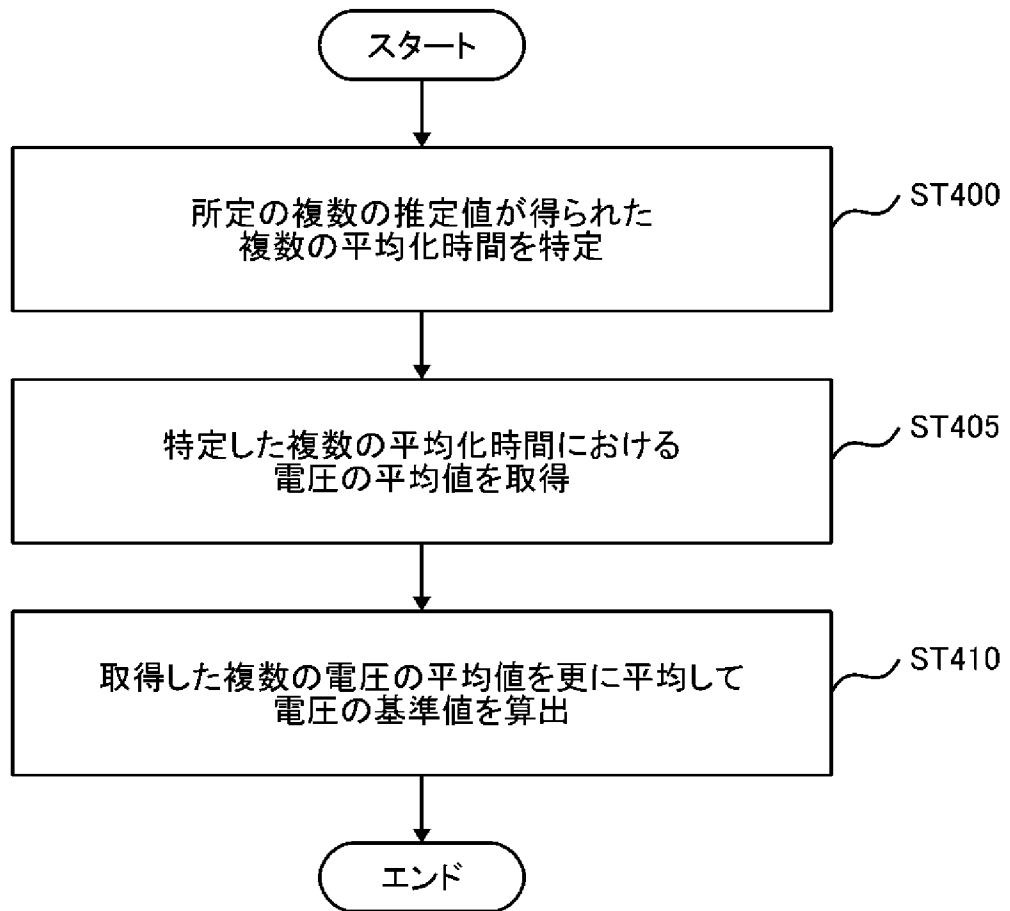 スタート
所定の複数の推定値が得られた
複数の平均化時間を特定
ST400
特定した複数の平均化時間における
電圧の平均値を取得
ST405
取得した複数の電圧の平均値を更に平均して
電圧の基準値を算出
ST410
エンド